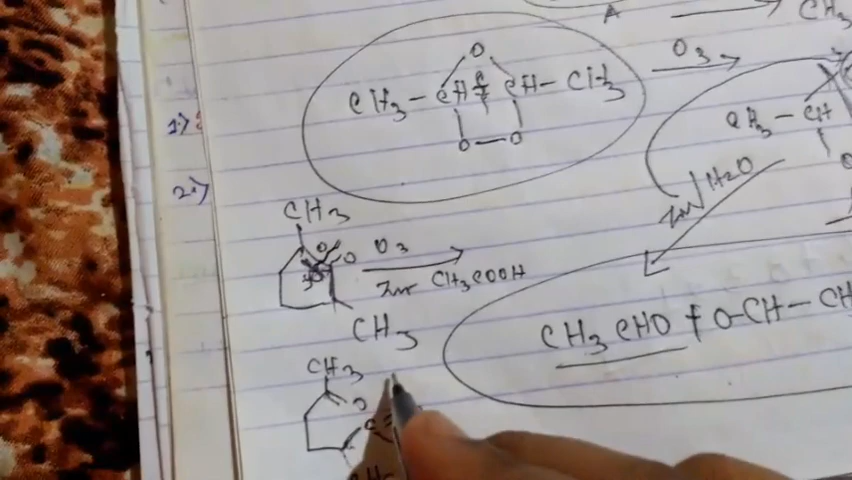 A → CH3
O
CH3 - CH CH - CH3 O3 →
O - O
CH3 - CH
1.)
2.)
Zn / H2O
CH3
O O3 →
Zn CH3COOH
CH3
CH3CHO + O-CH-CH
CH3
O
C